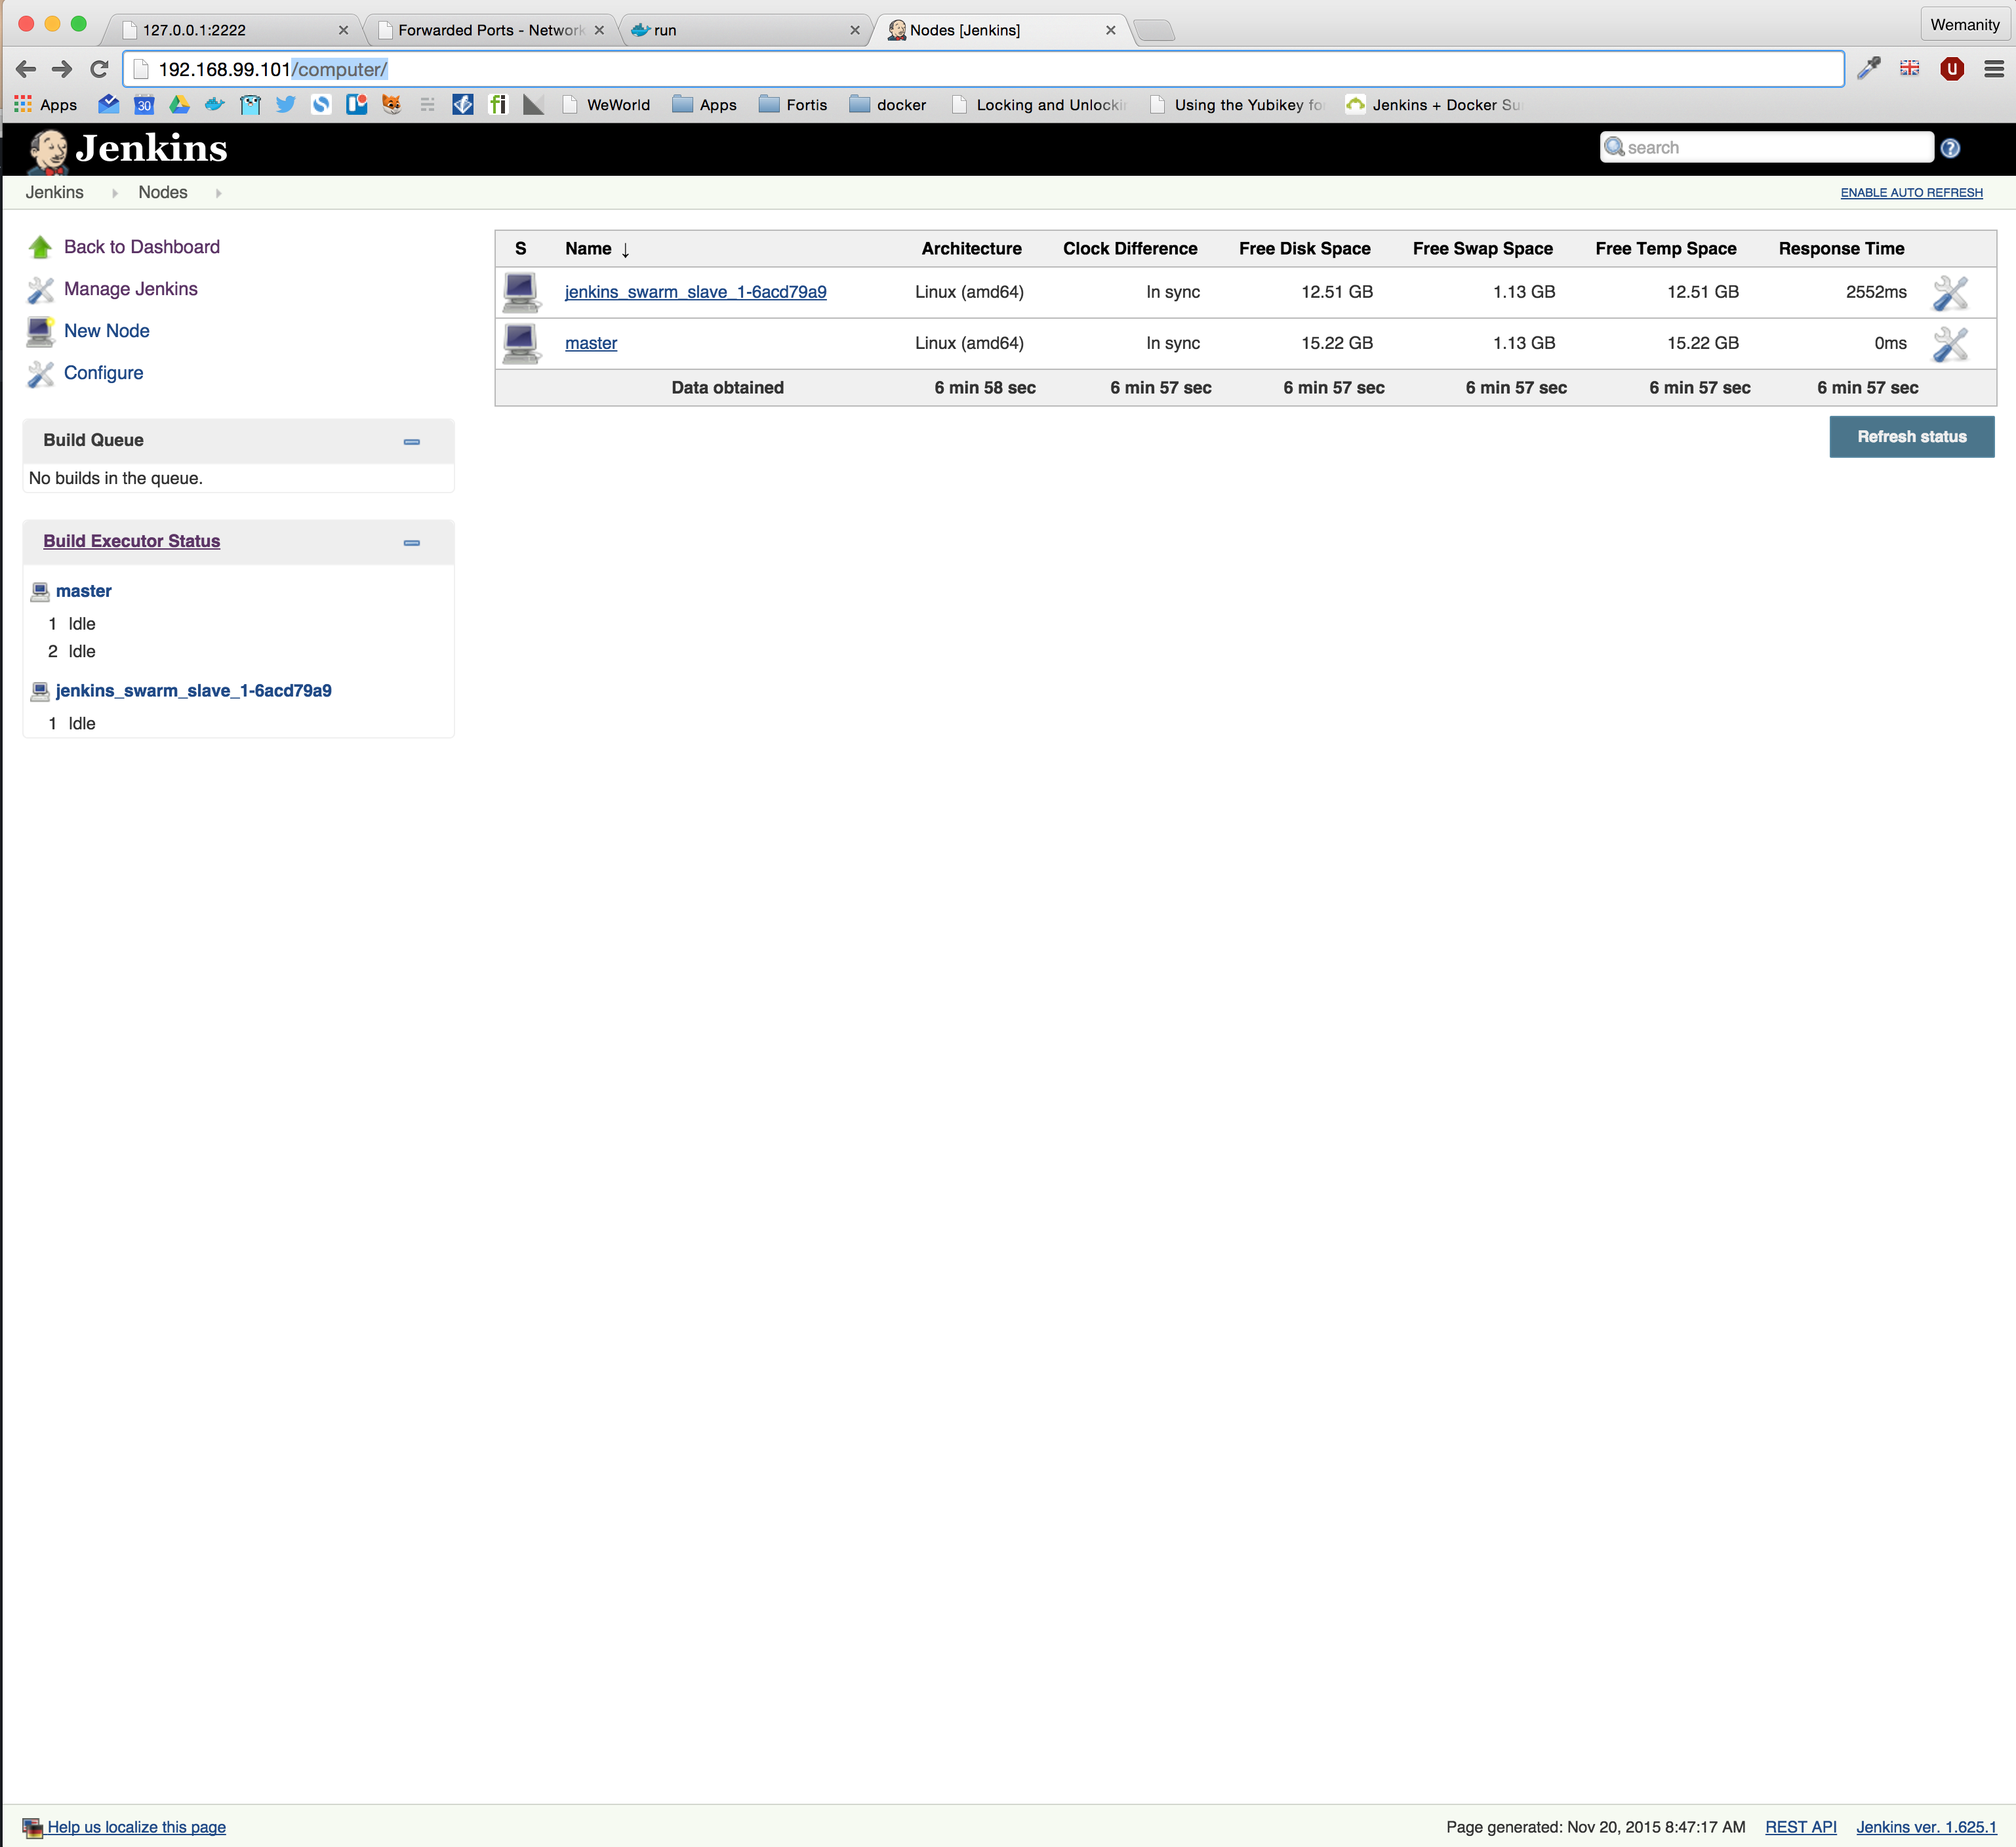 127.0.0.1:2222
Forwarded Ports - Network
run
Nodes [Jenkins]
Wemanity
192.168.99.101/computer/
Apps
30
fi
WeWorld
Apps
Fortis
docker
Locking and Unlockin
Using the Yubikey fo
Jenkins + Docker Su
Jenkins
search
Jenkins
Nodes
ENABLE AUTO REFRESH
Back to Dashboard
Manage Jenkins
New Node
Configure
S Name ↓ Architecture Clock Difference Free Disk Space Free Swap Space Free Temp Space Response Time
jenkins_swarm_slave_1-6acd79a9 Linux (amd64) In sync 12.51 GB 1.13 GB 12.51 GB 2552ms
master Linux (amd64) In sync 15.22 GB 1.13 GB 15.22 GB 0ms
Data obtained 6 min 58 sec 6 min 57 sec 6 min 57 sec 6 min 57 sec 6 min 57 sec 6 min 57 sec
Refresh status
Build Queue
No builds in the queue.
Build Executor Status
master
1 Idle
2 Idle
jenkins_swarm_slave_1-6acd79a9
1 Idle
Help us localize this page
Page generated: Nov 20, 2015 8:47:17 AM
REST API
Jenkins ver. 1.625.1